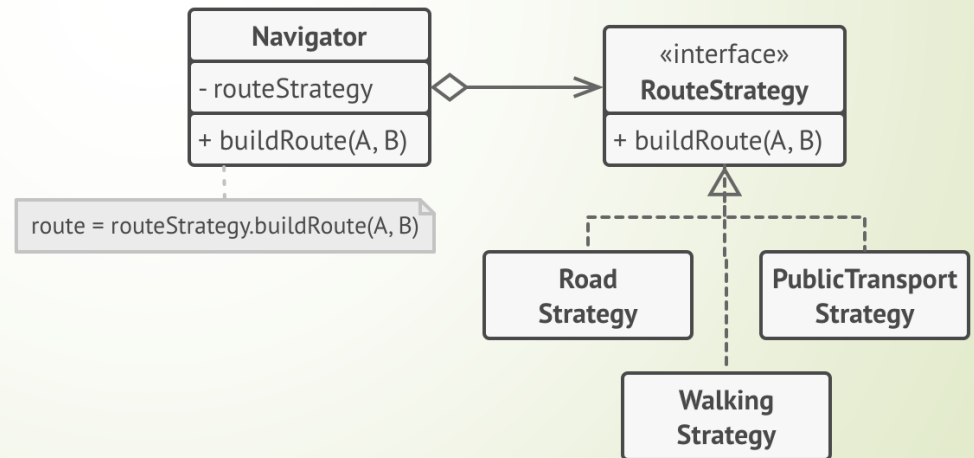 Navigator
- routeStrategy
+ buildRoute(A, B)
route = routeStrategy.buildRoute(A, B)
«interface»
RouteStrategy
+ buildRoute(A, B)
Road
Strategy
PublicTransport
Strategy
Walking
Strategy